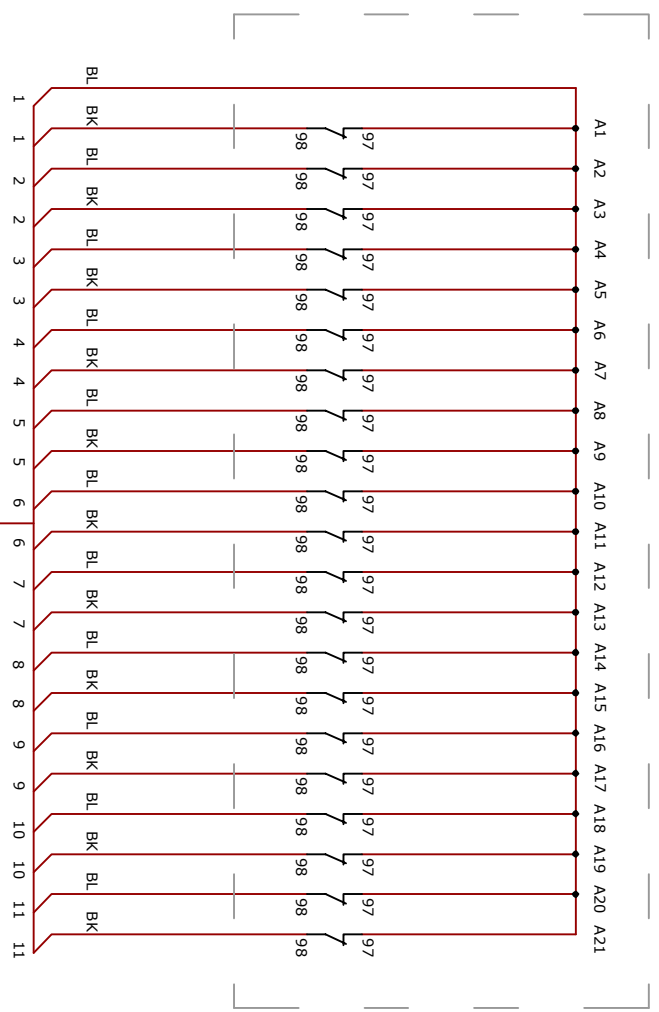 1 BL
1 BK 98 97 A1
2 BL 98 97 A2
2 BK 98 97 A3
3 BL 98 97 A4
3 BK 98 97 A5
4 BL 98 97 A6
4 BK 98 97 A7
5 BL 98 97 A8
5 BK 98 97 A9
6 BL 98 97 A10
6 BK 98 97 A11
7 BL 98 97 A12
7 BK 98 97 A13
8 BL 98 97 A14
8 BK 98 97 A15
9 BL 98 97 A16
9 BK 98 97 A17
10 BL 98 97 A18
10 BK 98 97 A19
11 BL 98 97 A20
11 BK 98 97 A21